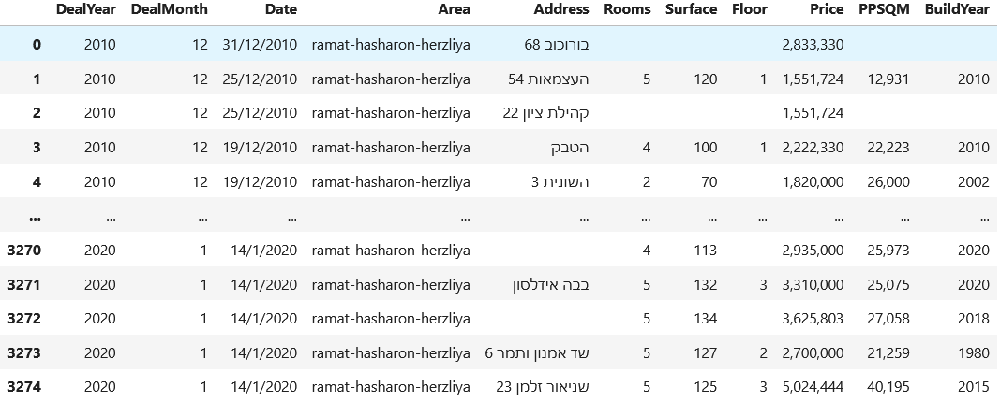 DealYear DealMonth Date Area Address Rooms Surface Floor Price PPSQM BuildYear
0 2010 12 31/12/2010 ramat-hasharon-herzliya בורוכוב 68 2,833,330
1 2010 12 25/12/2010 ramat-hasharon-herzliya העצמאות 54 5 120 1 1,551,724 12,931 2010
2 2010 12 25/12/2010 ramat-hasharon-herzliya קהילת ציון 22 1,551,724
3 2010 12 19/12/2010 ramat-hasharon-herzliya הטבק 4 100 1 2,222,330 22,223 2010
4 2010 12 19/12/2010 ramat-hasharon-herzliya השונית 3 2 70 1,820,000 26,000 2002
... ... ... ... ... ... ... ... ... ... ... ...
3270 2020 1 14/1/2020 ramat-hasharon-herzliya 4 113 2,935,000 25,973 2020
3271 2020 1 14/1/2020 ramat-hasharon-herzliya בבה אידלסון 5 132 3 3,310,000 25,075 2020
3272 2020 1 14/1/2020 ramat-hasharon-herzliya 5 134 3,625,803 27,058 2018
3273 2020 1 14/1/2020 ramat-hasharon-herzliya שד אמנון ותמר 6 5 127 2 2,700,000 21,259 1980
3274 2020 1 14/1/2020 ramat-hasharon-herzliya שניאור זלמן 23 5 125 3 5,024,444 40,195 2015